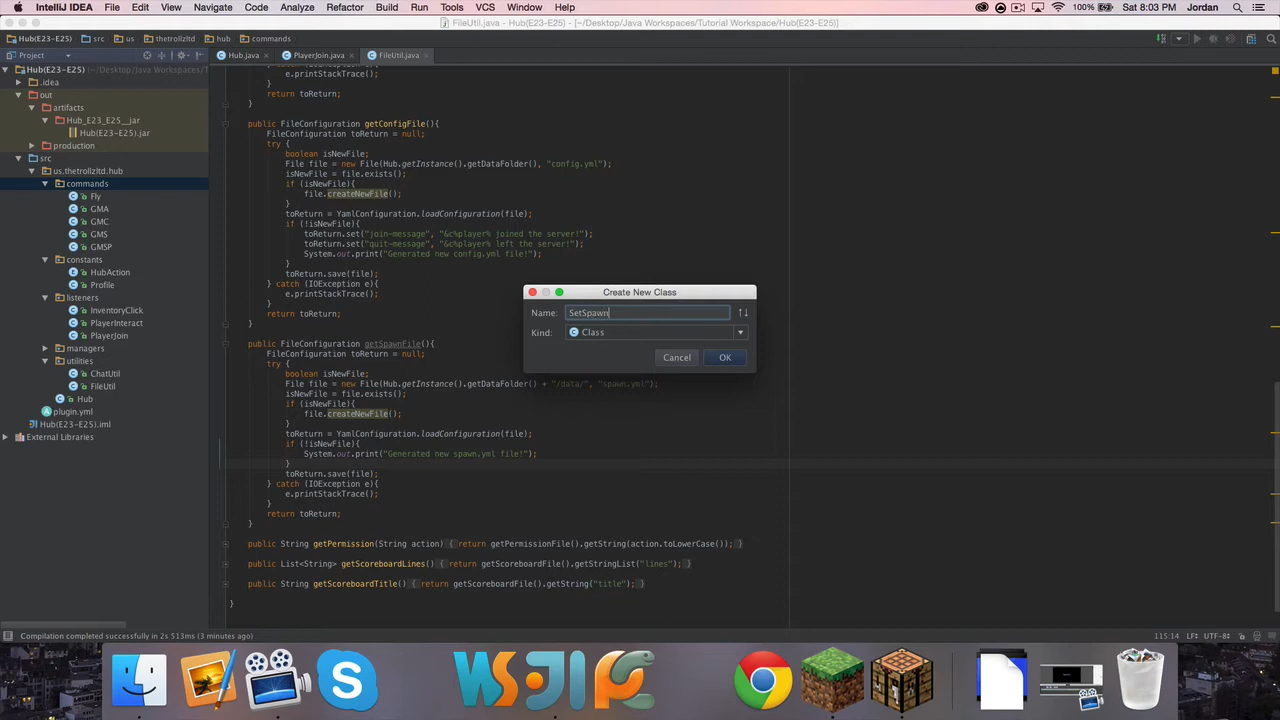 IntelliJ IDEA File Edit View Navigate Code Analyze Refactor Build Run Tools VCS Window Help 100% Sat 8:03 PM Jordan
FileUtil.java - Hub(E23-E25) - [~/Desktop/Java Workspaces/Tutorial Workspace/Hub(E23-E25)]
Hub(E23-E25) src us thetrollzltd hub commands
Project
Hub.java PlayerJoin.java FileUtil.java
Hub(E23-E25) (~/Desktop/Java Workspaces/T
.idea
out
artifacts
Hub_E23_E25__jar
Hub(E23-E25).jar
production
src
us.thetrollzltd.hub
commands
Fly
GMA
GMC
GMS
GMSP
constants
HubAction
Profile
listeners
InventoryClick
PlayerInteract
PlayerJoin
managers
utilities
ChatUtil
FileUtil
Hub
plugin.yml
Hub(E23-E25).iml
External Libraries
e.printStackTrace();
}
return toReturn;
}
public FileConfiguration getConfigFile(){
FileConfiguration toReturn = null;
try {
boolean isNewFile;
File file = new File(Hub.getInstance().getDataFolder(), "config.yml");
isNewFile = file.exists();
if (isNewFile){
file.createNewFile();
}
toReturn = YamlConfiguration.loadConfiguration(file);
if (!isNewFile){
toReturn.set("join-message", "&c%player% joined the server!");
toReturn.set("quit-message", "&c%player% left the server!");
System.out.print("Generated new config.yml file!");
}
toReturn.save(file);
} catch (IOException e){
e.printStackTrace();
}
return toReturn;
}
public FileConfiguration getSpawnFile(){
FileConfiguration toReturn = null;
try {
boolean isNewFile;
File file = new File(Hub.getInstance().getDataFolder() + "/data/", "spawn.yml");
isNewFile = file.exists();
if (isNewFile){
file.createNewFile();
}
toReturn = YamlConfiguration.loadConfiguration(file);
if (!isNewFile){
System.out.print("Generated new spawn.yml file!");
}
toReturn.save(file);
} catch (IOException e){
e.printStackTrace();
}
return toReturn;
}
public String getPermission(String action) { return getPermissionFile().getString(action.toLowerCase()); }
public List<String> getScoreboardLines() { return getScoreboardFile().getStringList("lines"); }
public String getScoreboardTitle() { return getScoreboardFile().getString("title"); }
}
Create New Class
Name: SetSpawn
Kind: Class
Cancel OK
Compilation completed successfully in 2s 513ms (3 minutes ago) 115:14 LF÷ UTF-8÷